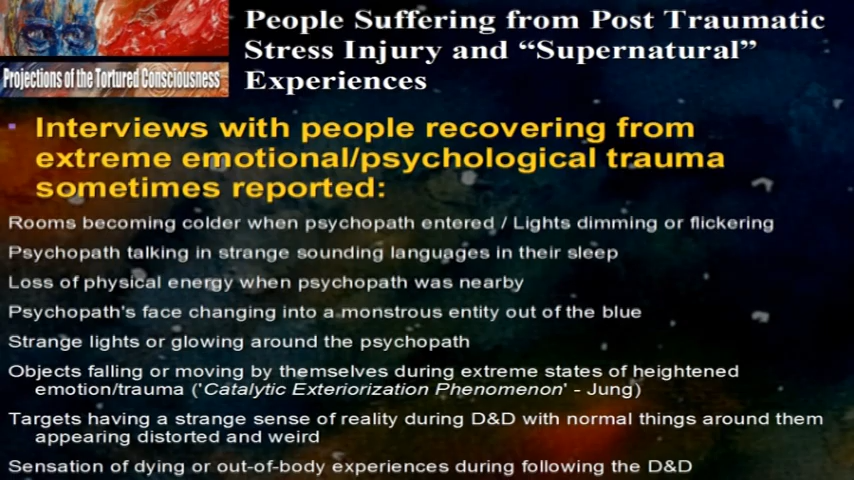 People Suffering from Post Traumatic
Stress Injury and “Supernatural”
Experiences
Projections of the Tortured Consciousness
Interviews with people recovering from
extreme emotional/psychological trauma
sometimes reported:
Rooms becoming colder when psychopath entered / Lights dimming or flickering
Psychopath talking in strange sounding languages in their sleep
Loss of physical energy when psychopath was nearby
Psychopath's face changing into a monstrous entity out of the blue
Strange lights or glowing around the psychopath
Objects falling or moving by themselves during extreme states of heightened
emotion/trauma ('Catalytic Exteriorization Phenomenon' - Jung)
Targets having a strange sense of reality during D&D with normal things around them
appearing distorted and weird
Sensation of dying or out-of-body experiences during following the D&D